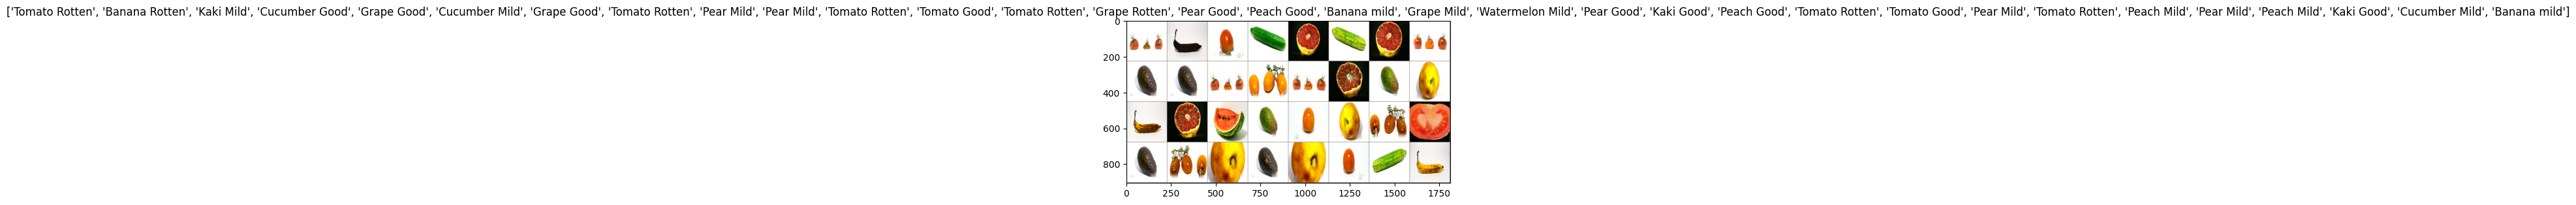 ['Tomato Rotten', 'Banana Rotten', 'Kaki Mild', 'Cucumber Good', 'Grape Good', 'Cucumber Mild', 'Grape Good', 'Tomato Rotten', 'Pear Mild', 'Pear Mild', 'Tomato Rotten', 'Tomato Good', 'Tomato Rotten', 'Grape Rotten', 'Pear Good', 'Peach Good', 'Banana mild', 'Grape Mild', 'Watermelon Mild', 'Pear Good', 'Kaki Good', 'Peach Good', 'Tomato Rotten', 'Tomato Good', 'Pear Mild', 'Tomato Rotten', 'Peach Mild', 'Pear Mild', 'Peach Mild', 'Kaki Good', 'Cucumber Mild', 'Banana mild']
0
200
400
600
800
0 250 500 750 1000 1250 1500 1750